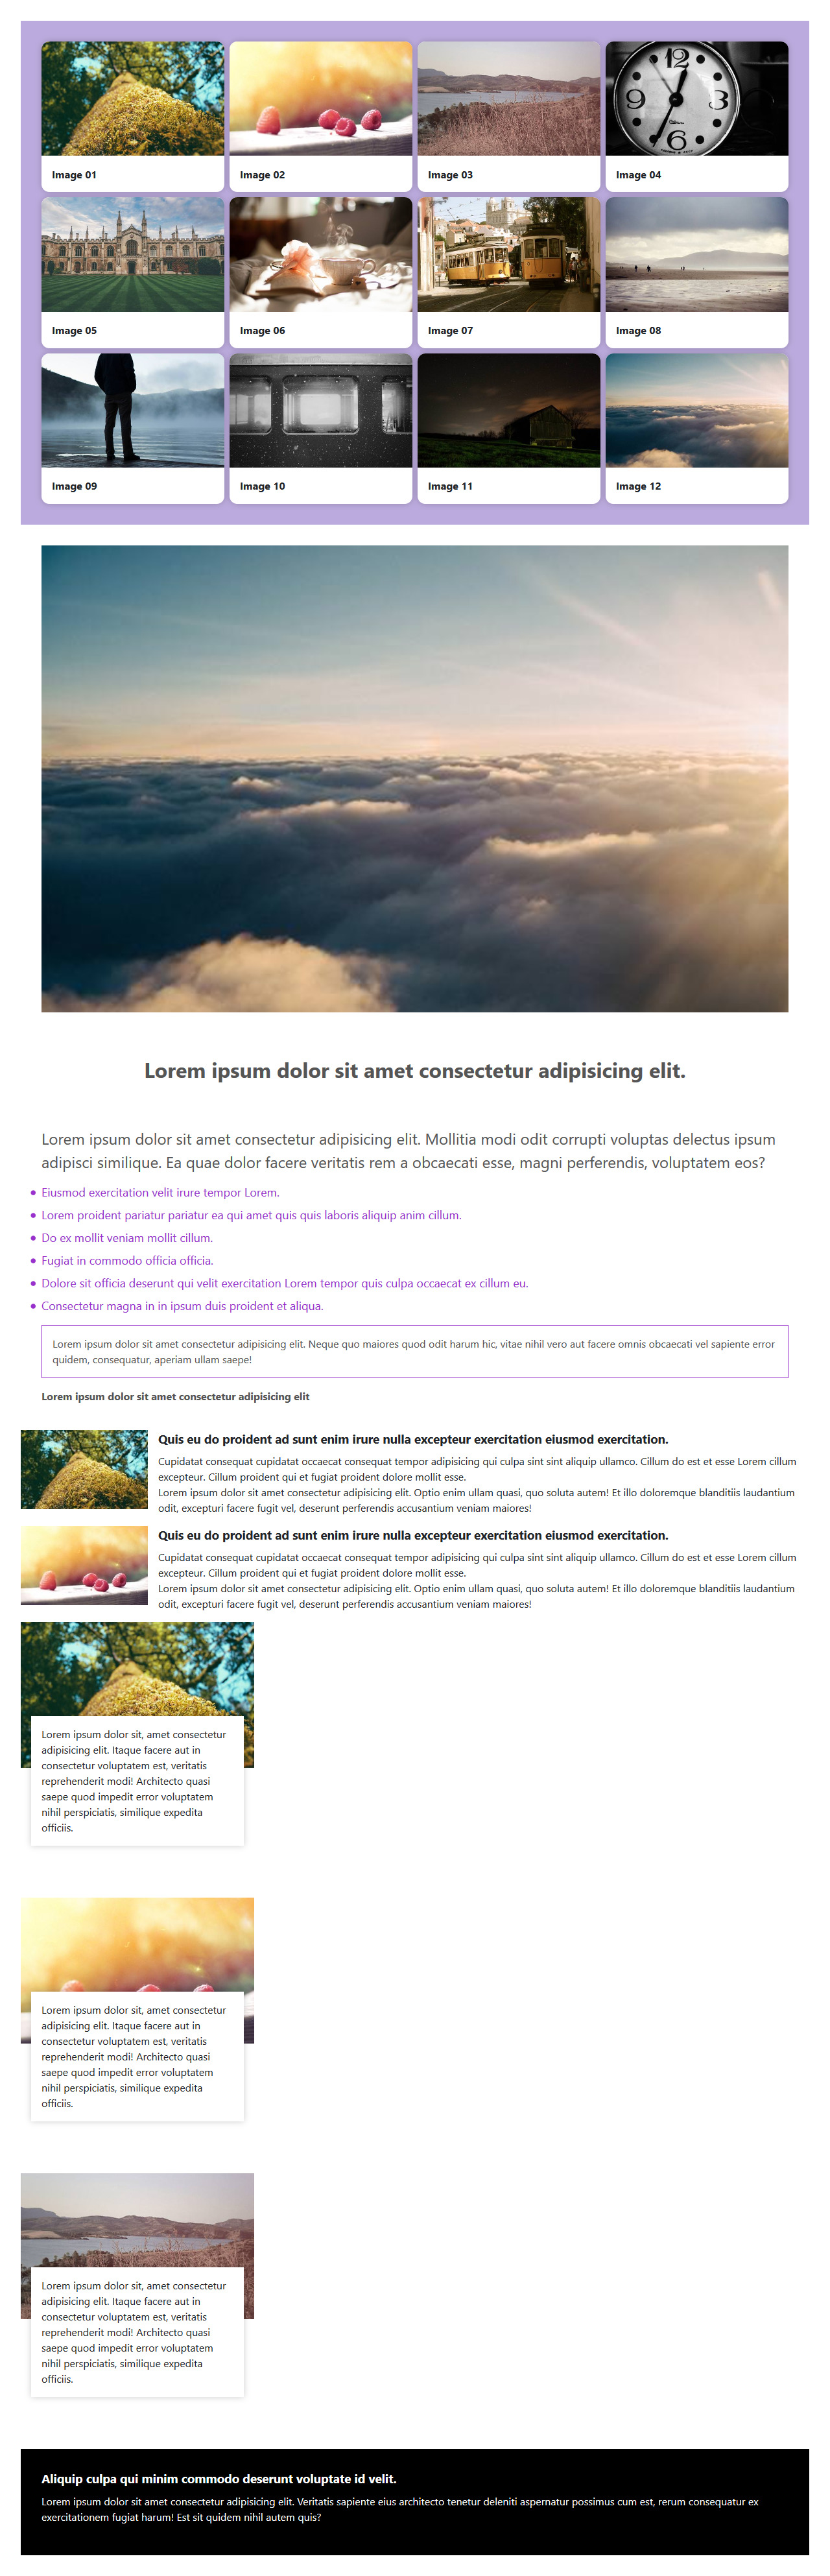 Image 01
Image 02
Image 03
Image 04
Image 05
Image 06
Image 07
Image 08
Image 09
Image 10
Image 11
Image 12
Lorem ipsum dolor sit amet consectetur adipisicing elit.
Lorem ipsum dolor sit amet consectetur adipisicing elit. Mollitia modi odit corrupti voluptas delectus ipsum
adipisci similique. Ea quae dolor facere veritatis rem a obcaecati esse, magni perferendis, voluptatem eos?
Eiusmod exercitation velit irure tempor Lorem.
Lorem proident pariatur pariatur ea qui amet quis quis laboris aliquip anim cillum.
Do ex mollit veniam mollit cillum.
Fugiat in commodo officia officia.
Dolore sit officia deserunt qui velit exercitation Lorem tempor quis culpa occaecat ex cillum eu.
Consectetur magna in in ipsum duis proident et aliqua.
Lorem ipsum dolor sit amet consectetur adipisicing elit. Neque quo maiores quod odit harum hic, vitae nihil vero aut facere omnis obcaecati vel sapiente error
quidem, consequatur, aperiam ullam saepe!
Lorem ipsum dolor sit amet consectetur adipisicing elit
Quis eu do proident ad sunt enim irure nulla excepteur exercitation eiusmod exercitation.
Cupidatat consequat cupidatat occaecat consequat tempor adipisicing qui culpa sint sint aliquip ullamco. Cillum do est et esse Lorem cillum
excepteur. Cillum proident qui et fugiat proident dolore mollit esse.
Lorem ipsum dolor sit amet consectetur adipisicing elit. Optio enim ullam quasi, quo soluta autem! Et illo doloremque blanditiis laudantium
odit, excepturi facere fugit vel, deserunt perferendis accusantium veniam maiores!
Quis eu do proident ad sunt enim irure nulla excepteur exercitation eiusmod exercitation.
Cupidatat consequat cupidatat occaecat consequat tempor adipisicing qui culpa sint sint aliquip ullamco. Cillum do est et esse Lorem cillum
excepteur. Cillum proident qui et fugiat proident dolore mollit esse.
Lorem ipsum dolor sit amet consectetur adipisicing elit. Optio enim ullam quasi, quo soluta autem! Et illo doloremque blanditiis laudantium
odit, excepturi facere fugit vel, deserunt perferendis accusantium veniam maiores!
Lorem ipsum dolor sit, amet consectetur
adipisicing elit. Itaque facere aut in
consectetur voluptatem est, veritatis
reprehenderit modi! Architecto quasi
saepe quod impedit error voluptatem
nihil perspiciatis, similique expedita
officiis.
Lorem ipsum dolor sit, amet consectetur
adipisicing elit. Itaque facere aut in
consectetur voluptatem est, veritatis
reprehenderit modi! Architecto quasi
saepe quod impedit error voluptatem
nihil perspiciatis, similique expedita
officiis.
Lorem ipsum dolor sit, amet consectetur
adipisicing elit. Itaque facere aut in
consectetur voluptatem est, veritatis
reprehenderit modi! Architecto quasi
saepe quod impedit error voluptatem
nihil perspiciatis, similique expedita
officiis.
Aliquip culpa qui minim commodo deserunt voluptate id velit.
Lorem ipsum dolor sit amet consectetur adipisicing elit. Veritatis sapiente eius architecto tenetur deleniti aspernatur possimus cum est, rerum consequatur ex
exercitationem fugiat harum! Est sit quidem nihil autem quis?